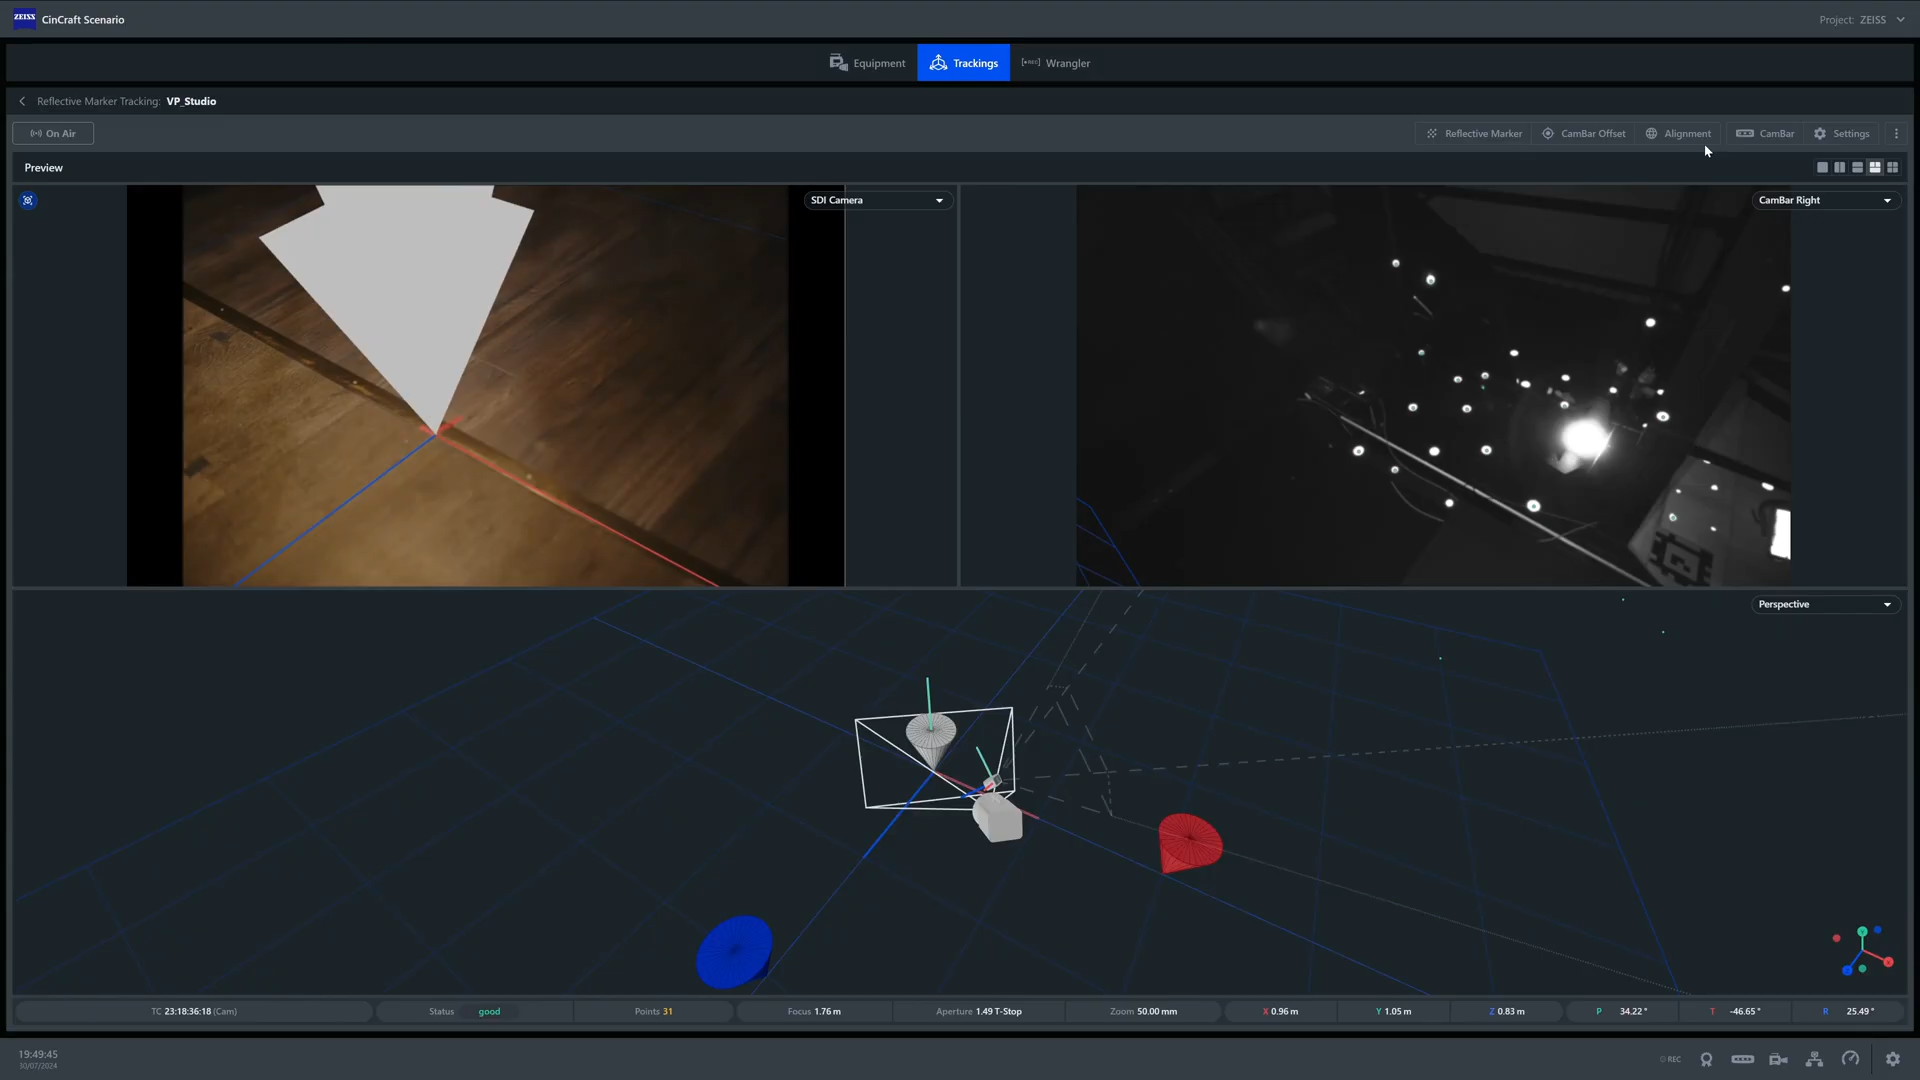 ZEISS CinCraft Scenario
Project: ZEISS
Equipment
Trackings
Wrangler
Reflective Marker Tracking: VP_Studio
On Air
Reflective Marker
CamBar Offset
Alignment
CamBar
Settings
Preview
SDI Camera
CamBar Right
Perspective
TC 23:18:36:18 (Cam)
Status good
Points 31
Focus 1.76 m
Aperture 1.49 T-Stop
Zoom 50.00 mm
X 0.96 m
Y 1.05 m
Z 0.83 m
P 34.22 °
T -46.65 °
R 25.49 °
19:49:45
30/07/2024
REC